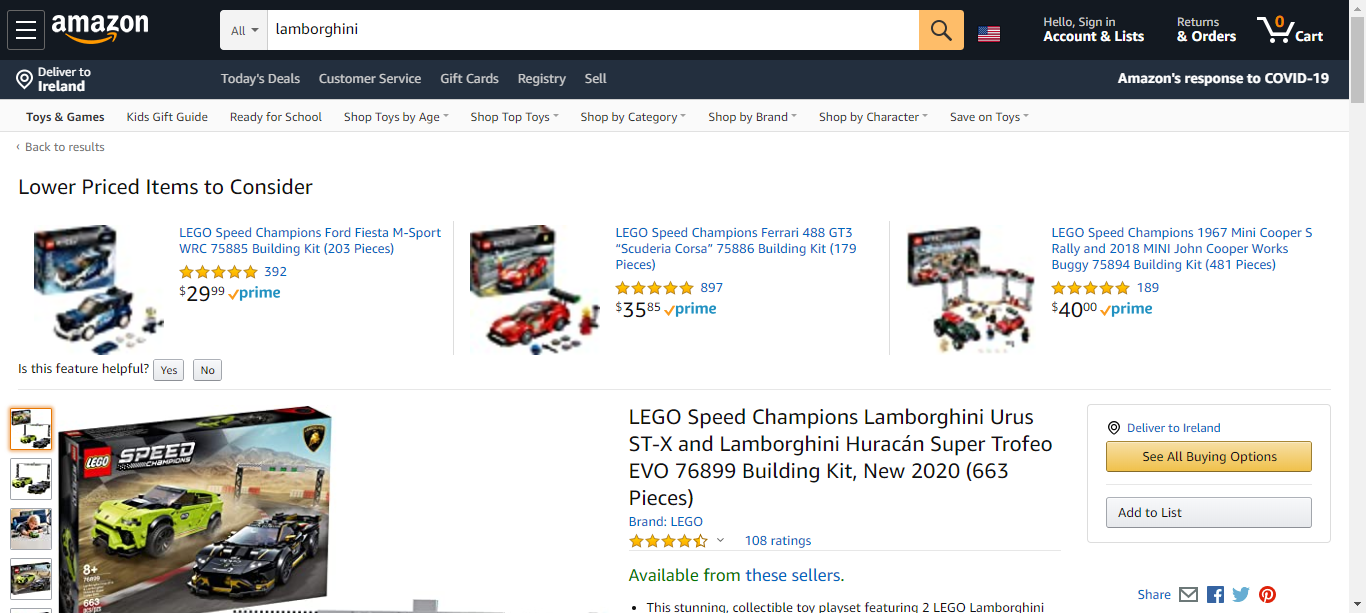 amazon
All
lamborghini
Hello, Sign in
Account & Lists
Returns
& Orders
0
Cart
Deliver to
Ireland
Today's Deals
Customer Service
Gift Cards
Registry
Sell
Amazon's response to COVID-19
Toys & Games
Kids Gift Guide
Ready for School
Shop Toys by Age
Shop Top Toys
Shop by Category
Shop by Brand
Shop by Character
Save on Toys
‹ Back to results
Lower Priced Items to Consider
LEGO Speed Champions Ford Fiesta M-Sport
WRC 75885 Building Kit (203 Pieces)
392
$2999 prime
LEGO Speed Champions Ferrari 488 GT3
“Scuderia Corsa” 75886 Building Kit (179
Pieces)
897
$3585 prime
LEGO Speed Champions 1967 Mini Cooper S
Rally and 2018 MINI John Cooper Works
Buggy 75894 Building Kit (481 Pieces)
189
$4000 prime
Is this feature helpful?
Yes
No
LEGO
SPEED
CHAMPIONS
8+
76899
663
LEGO Speed Champions Lamborghini Urus
ST-X and Lamborghini Huracán Super Trofeo
EVO 76899 Building Kit, New 2020 (663
Pieces)
Brand: LEGO
108 ratings
Available from these sellers.
• This stunning, collectible toy playset featuring 2 LEGO Lamborghini
Deliver to Ireland
See All Buying Options
Add to List
Share